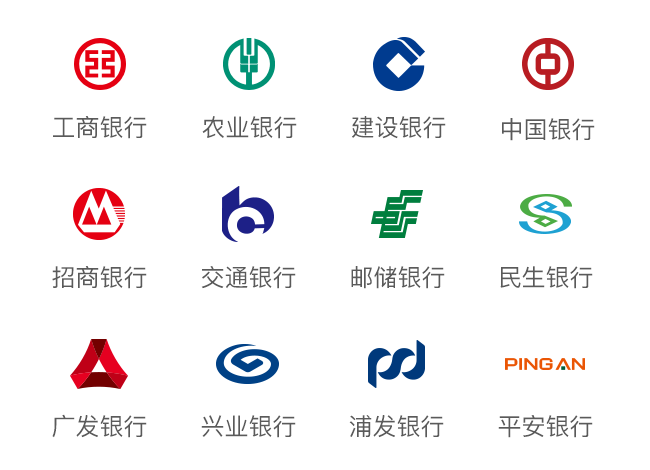 工商银行 农业银行 建设银行 中国银行
招商银行 交通银行 邮储银行 民生银行
PINGAN
广发银行 兴业银行 浦发银行 平安银行